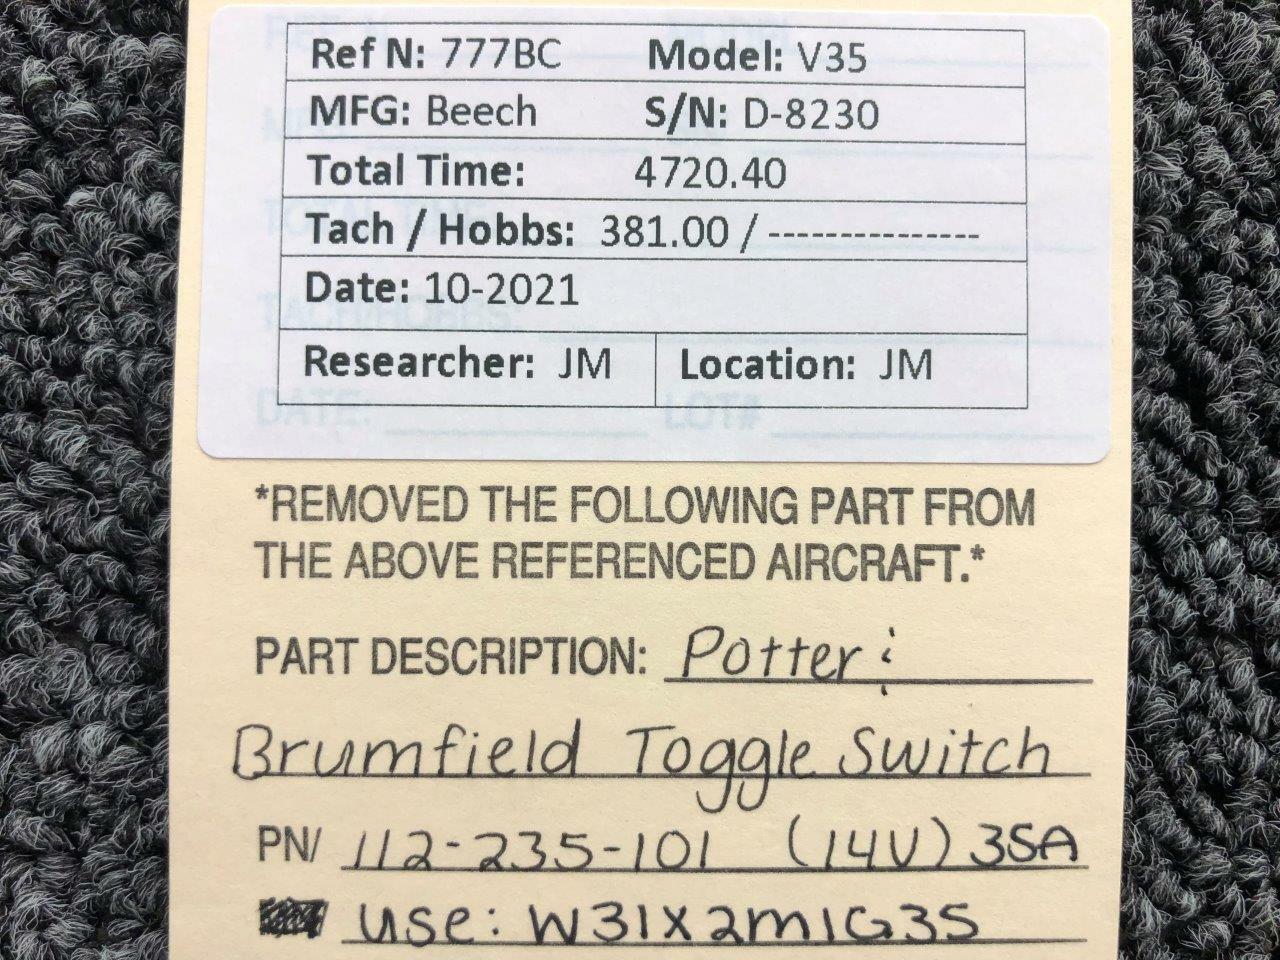 Ref N: 777BC Model: V35
MFG: Beech S/N: D-8230
Total Time: 4720.40
Tach / Hobbs: 381.00 / ---------------
Date: 10-2021
Researcher: JM Location: JM
DATE: LOT#
*REMOVED THE FOLLOWING PART FROM
THE ABOVE REFERENCED AIRCRAFT.*
PART DESCRIPTION: Potter &
Brumfield Toggle Switch
PN/ 112-235-101 (14V) 35A
use: W31X2M1G35